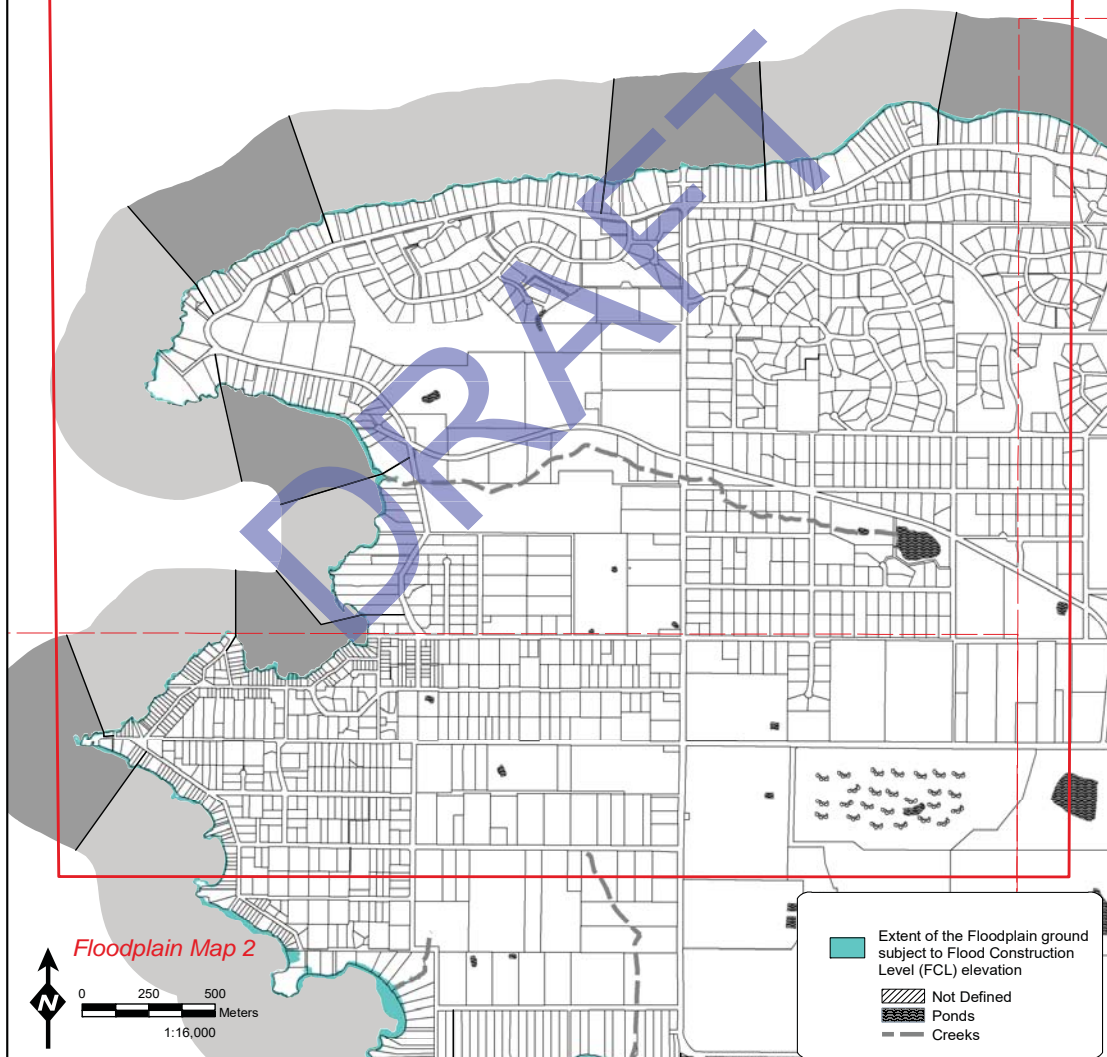 DRAFT
Floodplain Map 2
N
0 250 500
Meters
1:16,000
Extent of the Floodplain ground
subject to Flood Construction
Level (FCL) elevation
Not Defined
Ponds
Creeks